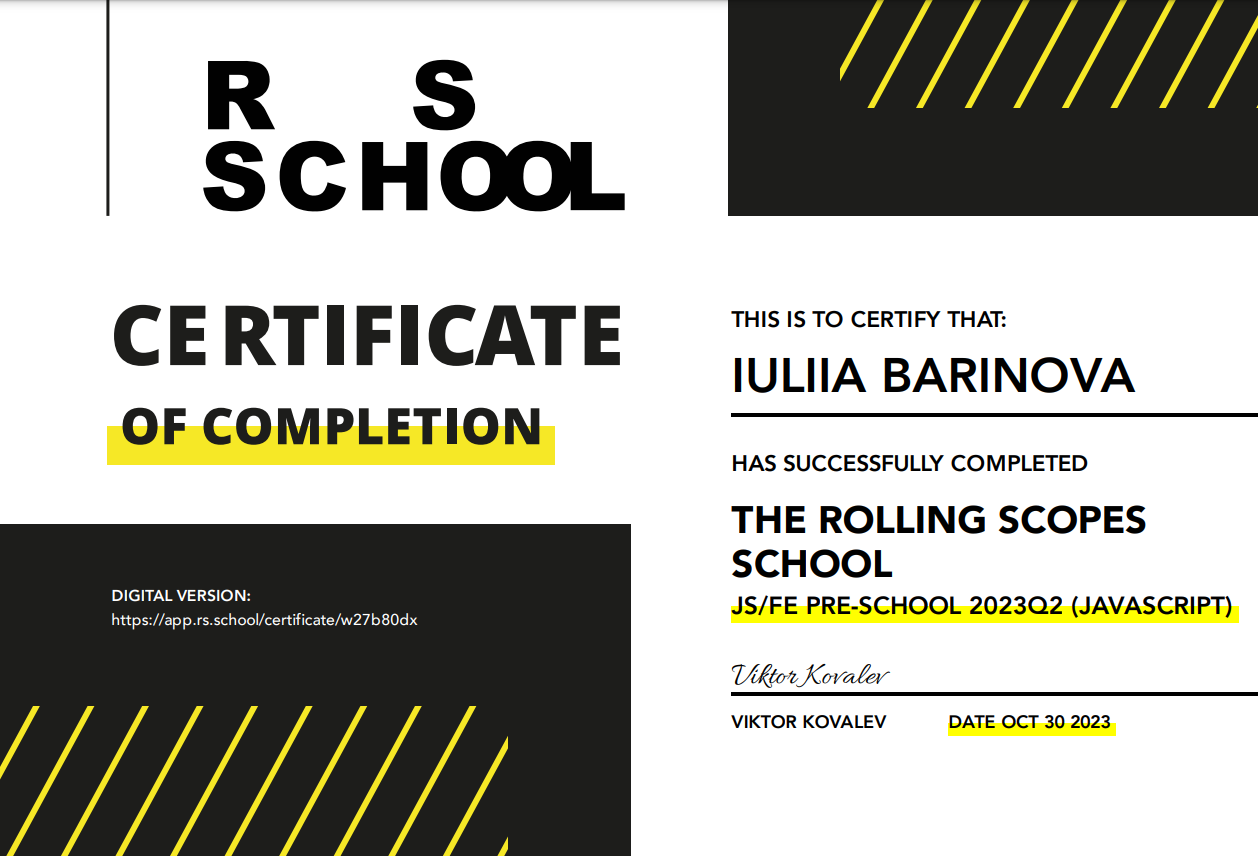 R S
SCHOOL
CERTIFICATE
OF COMPLETION
DIGITAL VERSION:
https://app.rs.school/certificate/w27b80dx
THIS IS TO CERTIFY THAT:
IULIIA BARINOVA
HAS SUCCESSFULLY COMPLETED
THE ROLLING SCOPES
SCHOOL
JS/FE PRE-SCHOOL 2023Q2 (JAVASCRIPT)
Viktor Kovalev
VIKTOR KOVALEV DATE OCT 30 2023